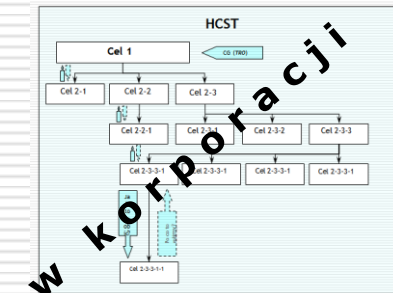 HCST
Cel 1
CG (TRO)
Cel 2-1
Cel 2-2
Cel 2-3
Cel 2-2-1
Cel 2-3-1
Cel 2-3-2
Cel 2-3-3
Cel 2-3-3-1
Cel 2-3-3-1
Cel 2-3-3-1
Cel 2-3-3-1
Cel 2-3-3-1-1
w korporacji